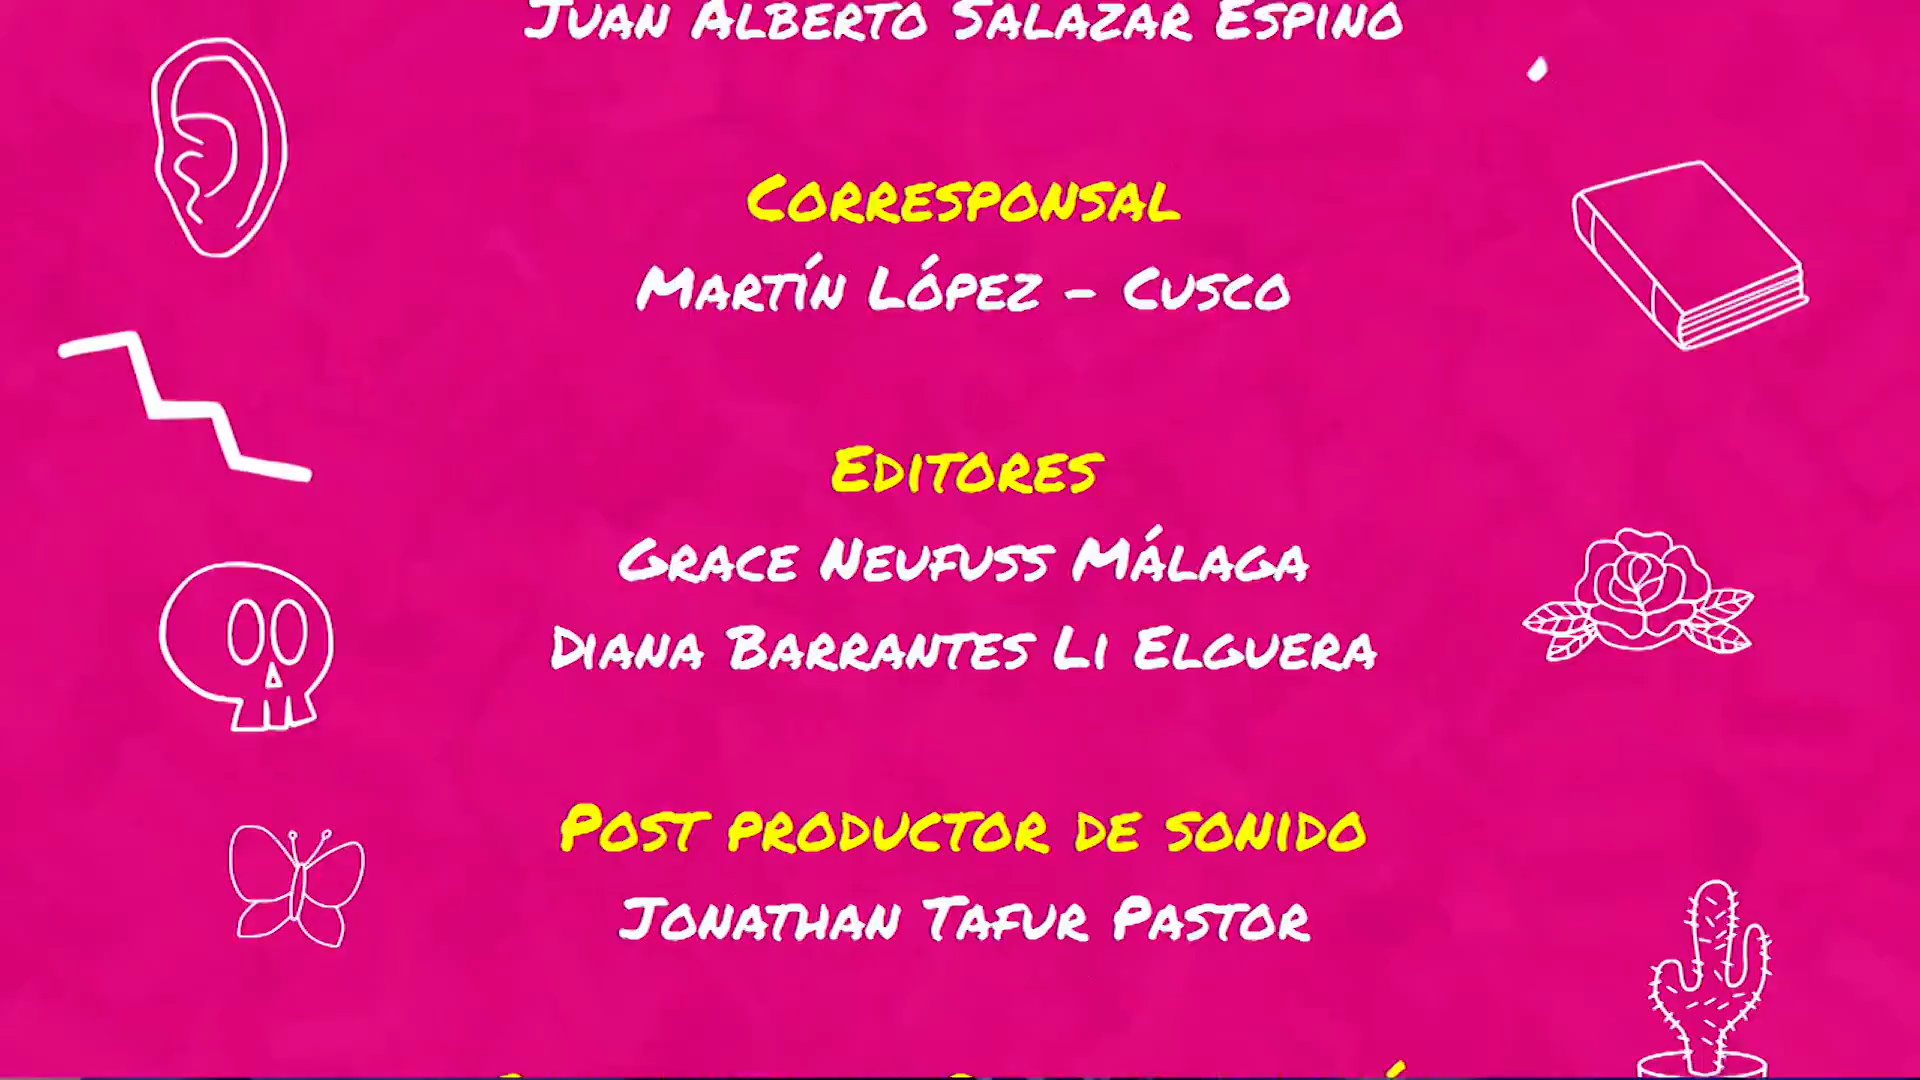 Juan Alberto Salazar Espino
Corresponsal
Martín López - Cusco
Editores
Grace Neufuss Málaga
Diana Barrantes Li Elguera
Post productor de sonido
Jonathan Tafur Pastor